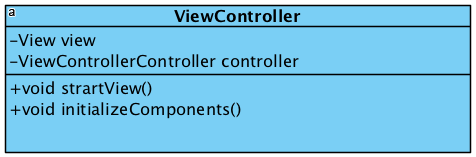 a
ViewController
-View view
-ViewControllerController controller
+void strartView()
+void initializeComponents()